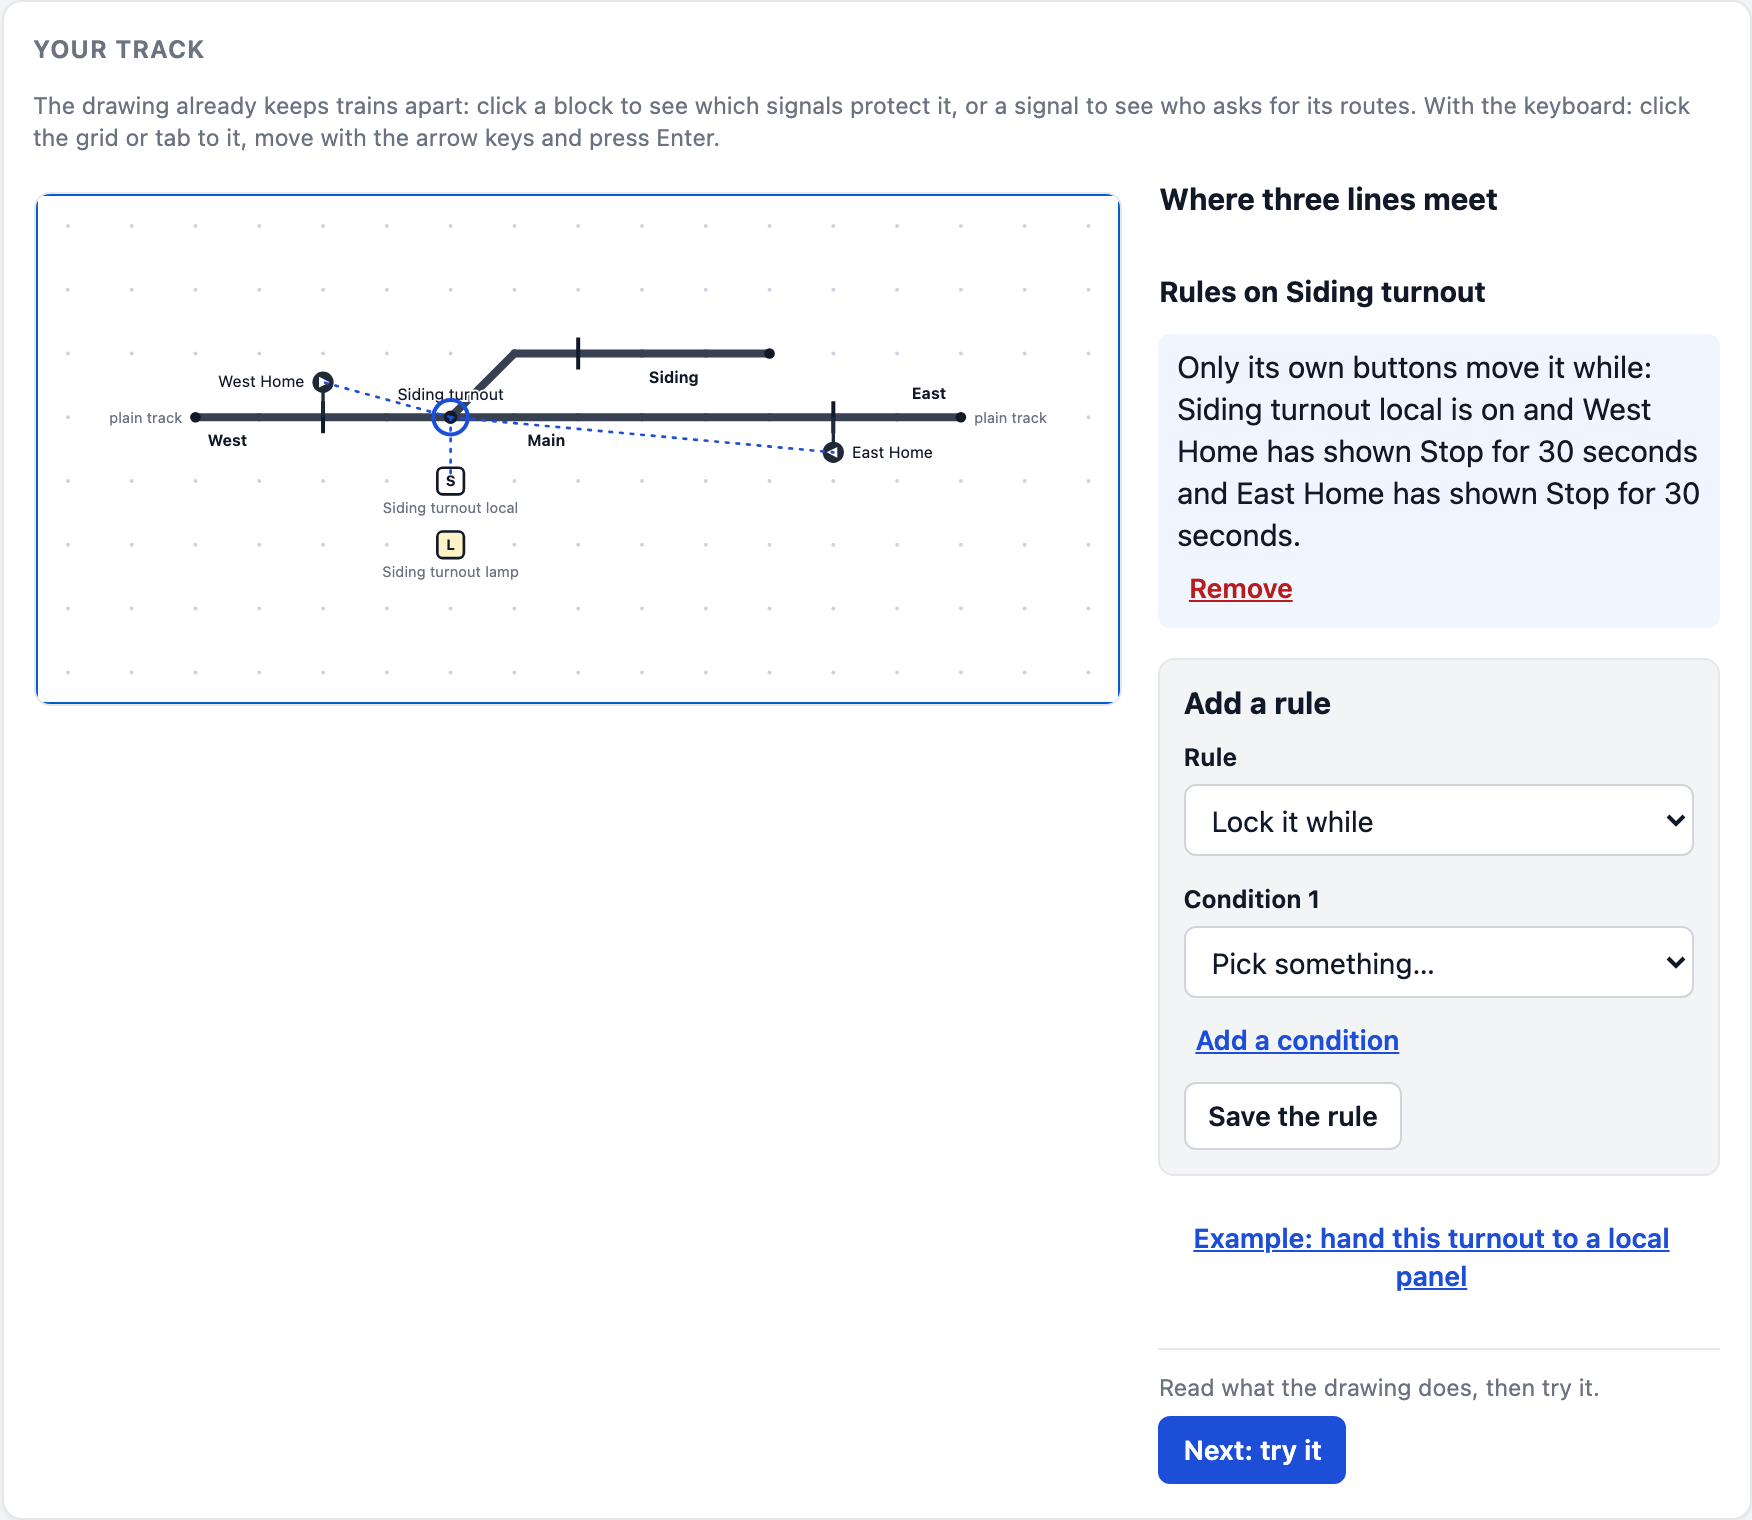 YOUR TRACK
The drawing already keeps trains apart: click a block to see which signals protect it, or a signal to see who asks for its routes. With the keyboard: click
the grid or tab to it, move with the arrow keys and press Enter.
Siding
West Home
Siding turnout
East
plain track
plain track
West
Main
East Home
S
Siding turnout local
L
Siding turnout lamp
Where three lines meet
Rules on Siding turnout
Only its own buttons move it while:
Siding turnout local is on and West
Home has shown Stop for 30 seconds
and East Home has shown Stop for 30
seconds.
Remove
Add a rule
Rule
Lock it while
Condition 1
Pick something...
Add a condition
Save the rule
Example: hand this turnout to a local
panel
Read what the drawing does, then try it.
Next: try it